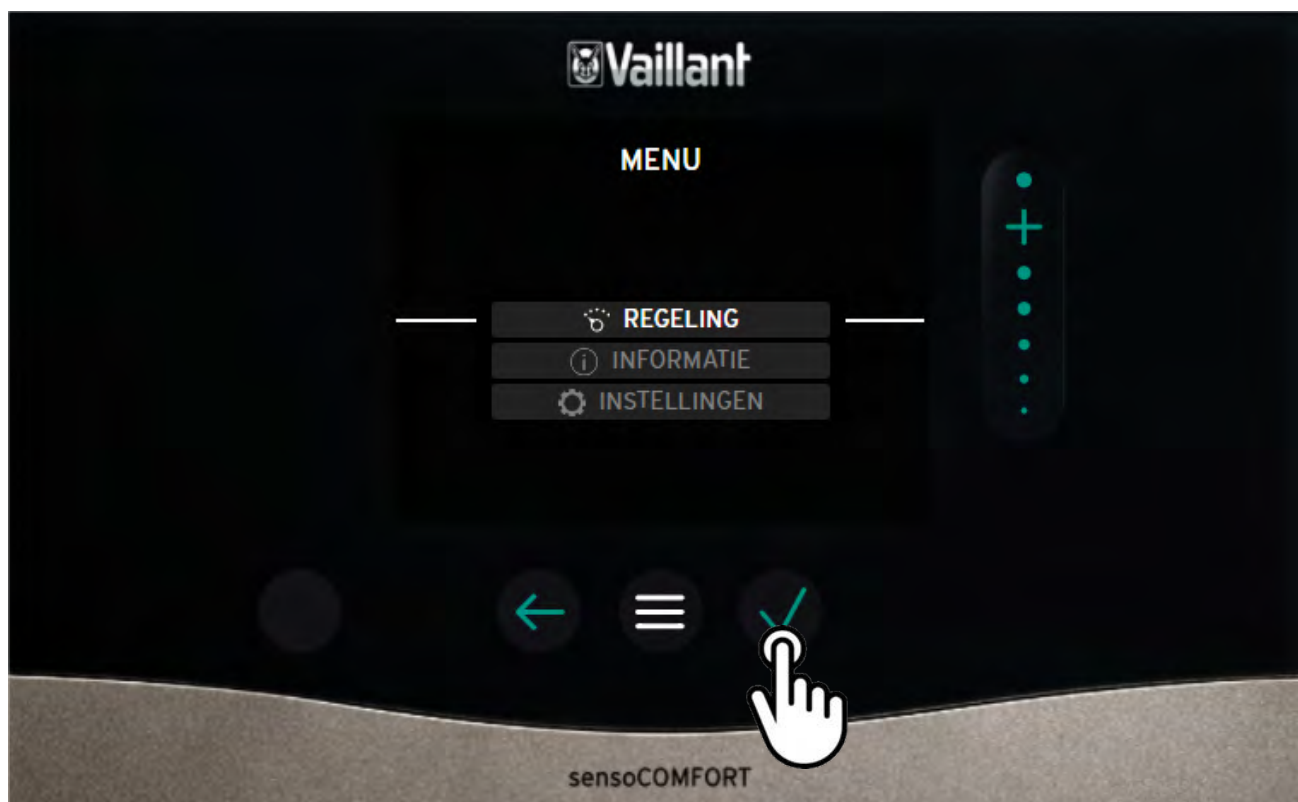 Vaillant
MENU
REGELING
INFORMATIE
INSTELLINGEN
sensoCOMFORT